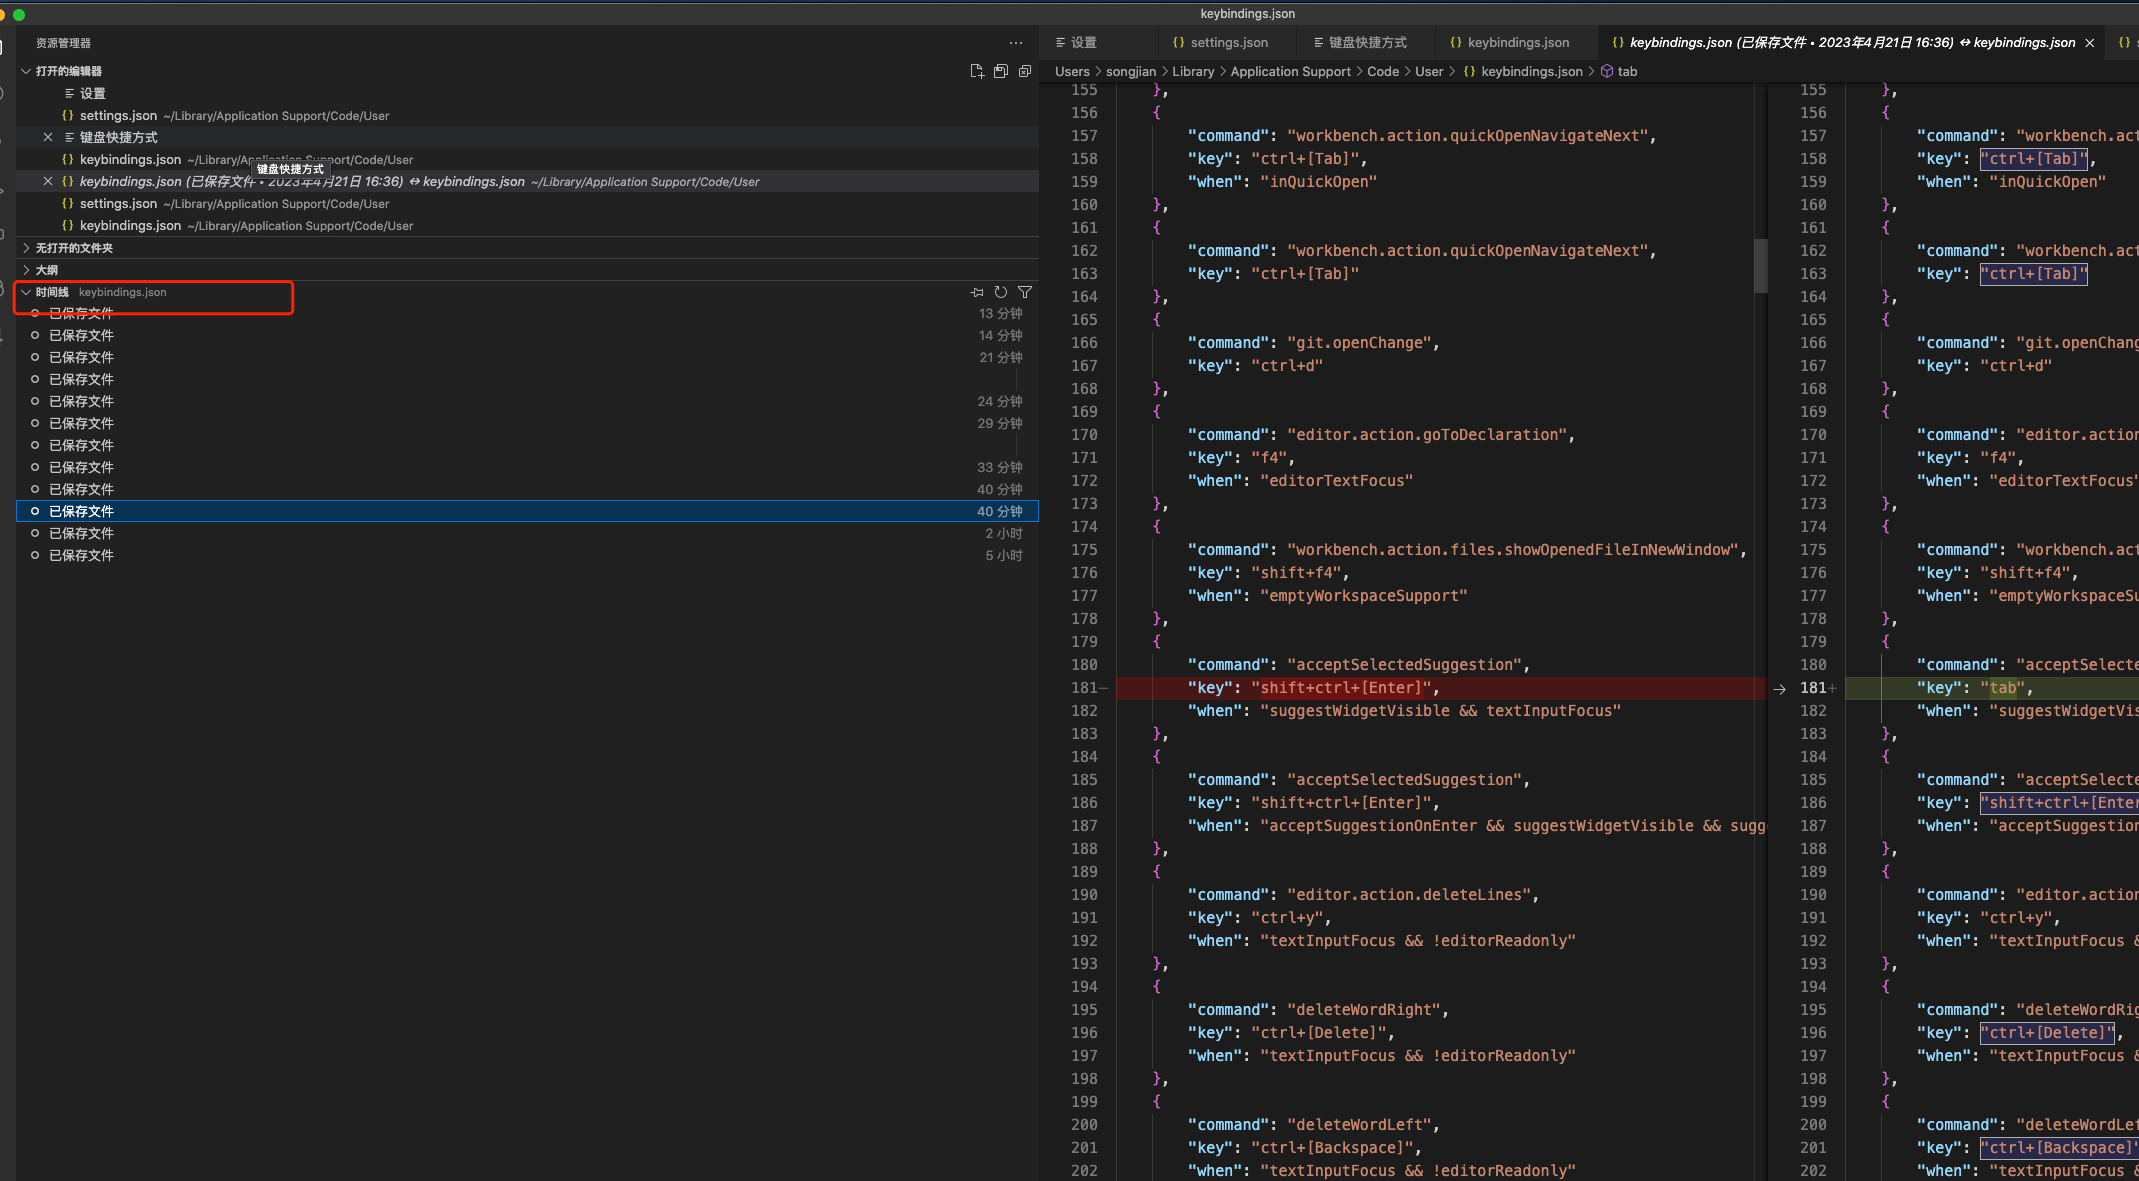 keybindings.json
资源管理器
打开的编辑器
设置
settings.json ~/Library/Application Support/Code/User
键盘快捷方式
keybindings.json ~/Library/Application Support/Code/User
键盘快捷方式
keybindings.json (已保存文件 • 2023年4月21日 16:36) ↔ keybindings.json ~/Library/Application Support/Code/User
settings.json ~/Library/Application Support/Code/User
keybindings.json ~/Library/Application Support/Code/User
无打开的文件夹
大纲
时间线 keybindings.json
已保存文件 13 分钟
已保存文件 14 分钟
已保存文件 21 分钟
已保存文件
已保存文件 24 分钟
已保存文件 29 分钟
已保存文件
已保存文件 33 分钟
已保存文件 40 分钟
已保存文件 40 分钟
已保存文件 2 小时
已保存文件 5 小时
设置 {} settings.json 键盘快捷方式 {} keybindings.json {} keybindings.json (已保存文件 • 2023年4月21日 16:36) ↔ keybindings.json {}
Users > songjian > Library > Application Support > Code > User > {} keybindings.json > tab
155 },
156 {
157 "command": "workbench.action.quickOpenNavigateNext",
158 "key": "ctrl+[Tab]",
159 "when": "inQuickOpen"
160 },
161 {
162 "command": "workbench.action.quickOpenNavigateNext",
163 "key": "ctrl+[Tab]"
164 },
165 {
166 "command": "git.openChange",
167 "key": "ctrl+d"
168 },
169 {
170 "command": "editor.action.goToDeclaration",
171 "key": "f4",
172 "when": "editorTextFocus"
173 },
174 {
175 "command": "workbench.action.files.showOpenedFileInNewWindow",
176 "key": "shift+f4",
177 "when": "emptyWorkspaceSupport"
178 },
179 {
180 "command": "acceptSelectedSuggestion",
181− "key": "shift+ctrl+[Enter]",
182 "when": "suggestWidgetVisible && textInputFocus"
183 },
184 {
185 "command": "acceptSelectedSuggestion",
186 "key": "shift+ctrl+[Enter]",
187 "when": "acceptSuggestionOnEnter && suggestWidgetVisible && sugg
188 },
189 {
190 "command": "editor.action.deleteLines",
191 "key": "ctrl+y",
192 "when": "textInputFocus && !editorReadonly"
193 },
194 {
195 "command": "deleteWordRight",
196 "key": "ctrl+[Delete]",
197 "when": "textInputFocus && !editorReadonly"
198 },
199 {
200 "command": "deleteWordLeft",
201 "key": "ctrl+[Backspace]",
202 "when": "textInputFocus && !editorReadonly"
155 },
156 {
157 "command": "workbench.act
158 "key": "ctrl+[Tab]",
159 "when": "inQuickOpen"
160 },
161 {
162 "command": "workbench.act
163 "key": "ctrl+[Tab]"
164 },
165 {
166 "command": "git.openChang
167 "key": "ctrl+d"
168 },
169 {
170 "command": "editor.action
171 "key": "f4",
172 "when": "editorTextFocus"
173 },
174 {
175 "command": "workbench.act
176 "key": "shift+f4",
177 "when": "emptyWorkspaceSu
178 },
179 {
180 "command": "acceptSelecte
181+ "key": "tab",
182 "when": "suggestWidgetVis
183 },
184 {
185 "command": "acceptSelecte
186 "key": "shift+ctrl+[Enter
187 "when": "acceptSuggestion
188 },
189 {
190 "command": "editor.action
191 "key": "ctrl+y",
192 "when": "textInputFocus &
193 },
194 {
195 "command": "deleteWordRig
196 "key": "ctrl+[Delete]",
197 "when": "textInputFocus &
198 },
199 {
200 "command": "deleteWordLef
201 "key": "ctrl+[Backspace]"
202 "when": "textInputFocus &